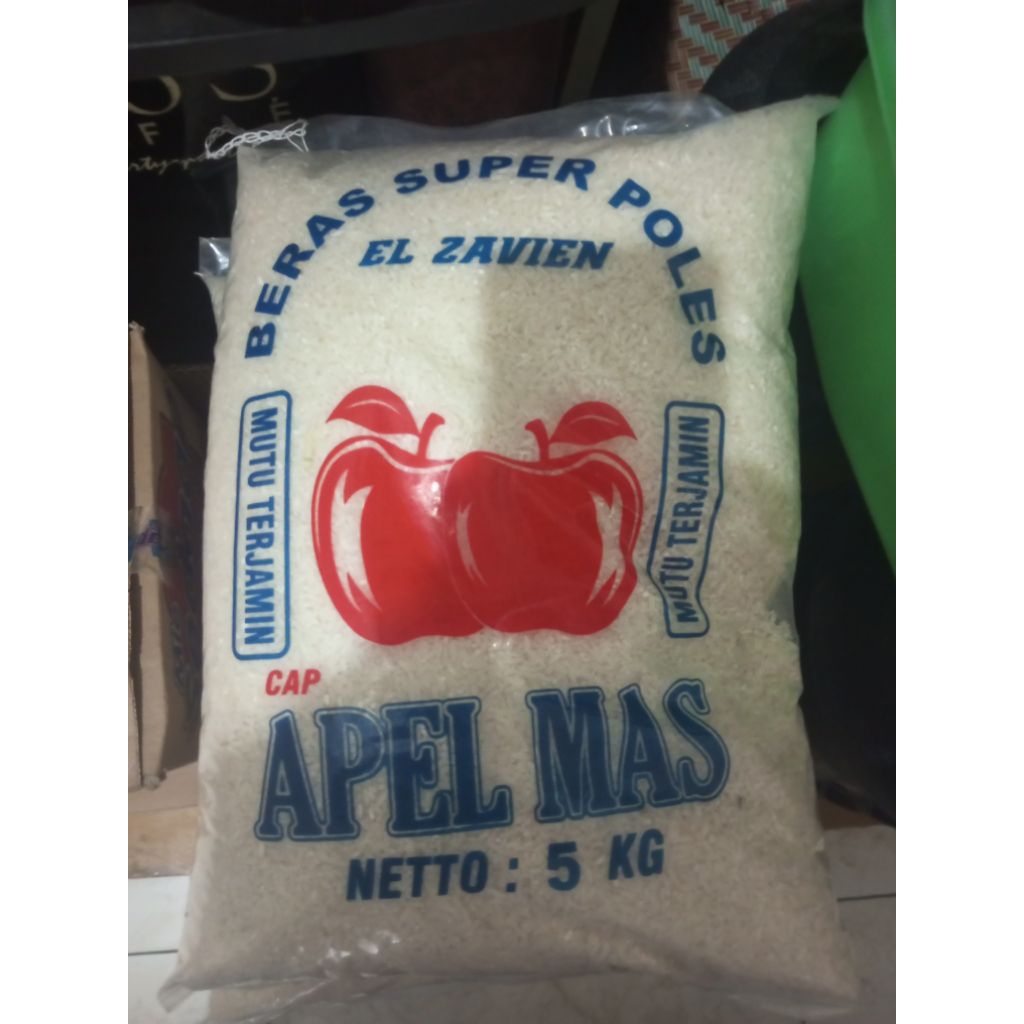 BERAS SUPER POLES
EL ZAVIEN
MUTU TERJAMIN
MUTU TERJAMIN
CAP
APEL MAS
NETTO : 5 KG